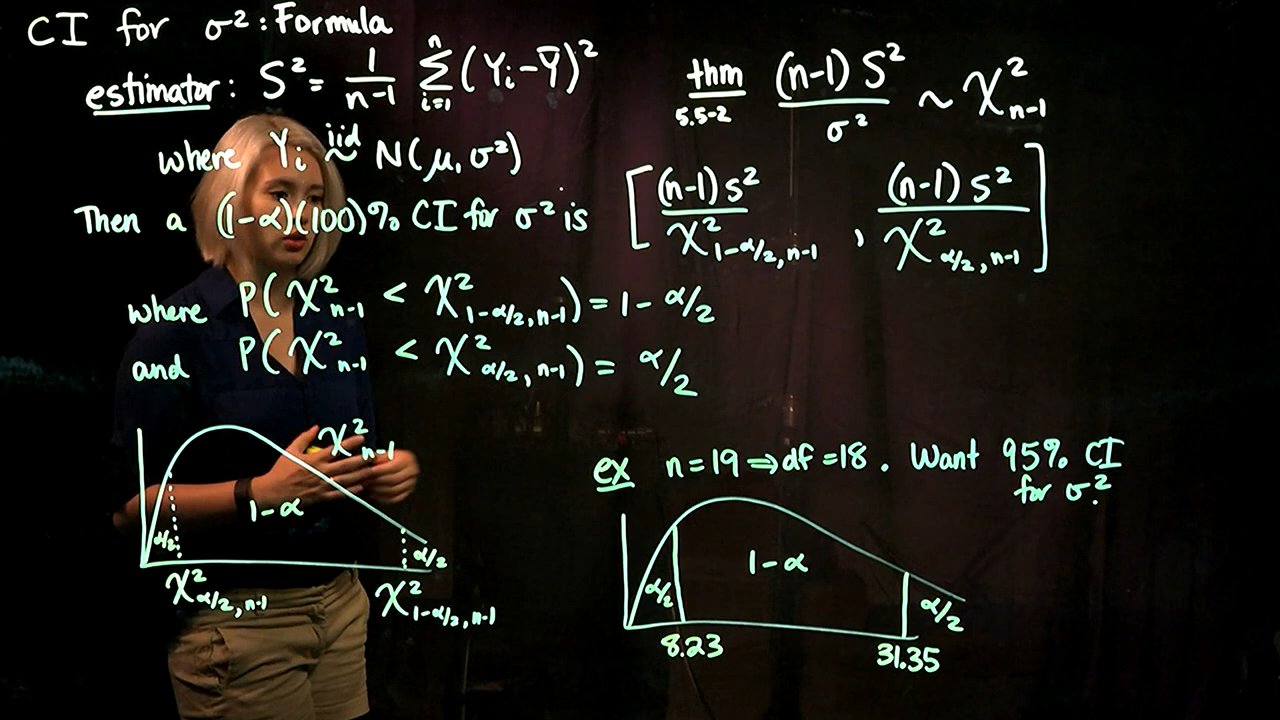 CI for σ²: Formula
estimator: S² = 1/(n-1) Σ_{i=1}^{n} (Yᵢ - Ȳ)²
where Yᵢ iid ~ N(μ, σ²)
thm 5.5-2 (n-1)S²/σ² ~ χ²_{n-1}
Then a (1-α)(100)% CI for σ² is [(n-1)S²/χ²_{1-α/2, n-1} , (n-1)S²/χ²_{α/2, n-1}]
where P(χ²_{n-1} < χ²_{1-α/2, n-1}) = 1 - α/2
and P(χ²_{n-1} < χ²_{α/2, n-1}) = α/2
χ²_{n-1}
1-α
α/2
α/2
χ²_{α/2, n-1}
χ²_{1-α/2, n-1}
ex n=19 ⇒ df=18. Want 95% CI
for σ².
1-α
α/2
α/2
8.23
31.35